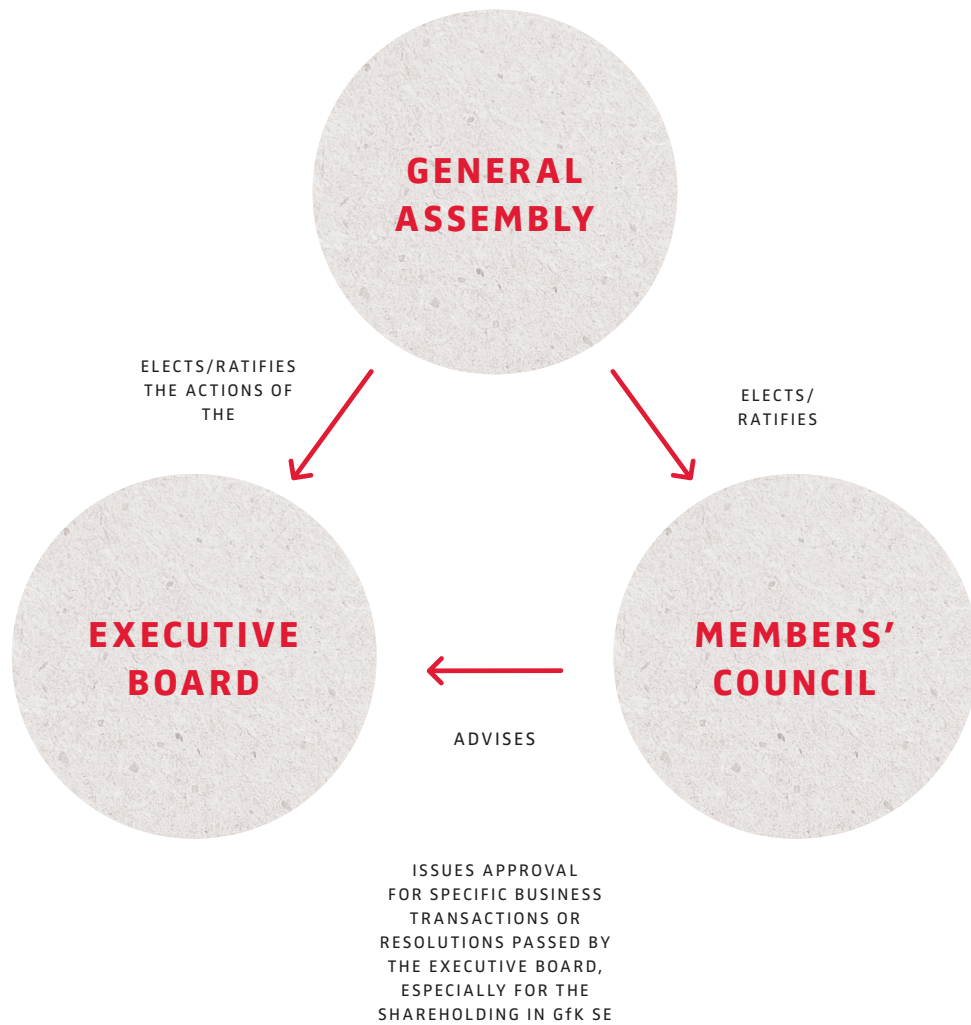 GENERAL
ASSEMBLY
ELECTS/RATIFIES
THE ACTIONS OF
THE
ELECTS/
RATIFIES
EXECUTIVE
BOARD
MEMBERS’
COUNCIL
ADVISES
ISSUES APPROVAL
FOR SPECIFIC BUSINESS
TRANSACTIONS OR
RESOLUTIONS PASSED BY
THE EXECUTIVE BOARD,
ESPECIALLY FOR THE
SHAREHOLDING IN GfK SE